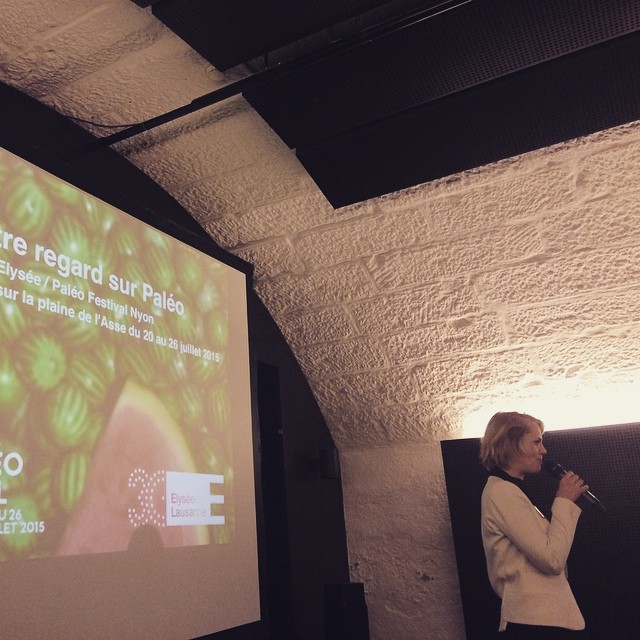 tre regard sur Paléo
Elysée / Paléo Festival Nyon
sur la plaine de l'Asse du 20 au 26 juillet 2015
EO
L
U 26
LET 2015
Elysée
Lausanne